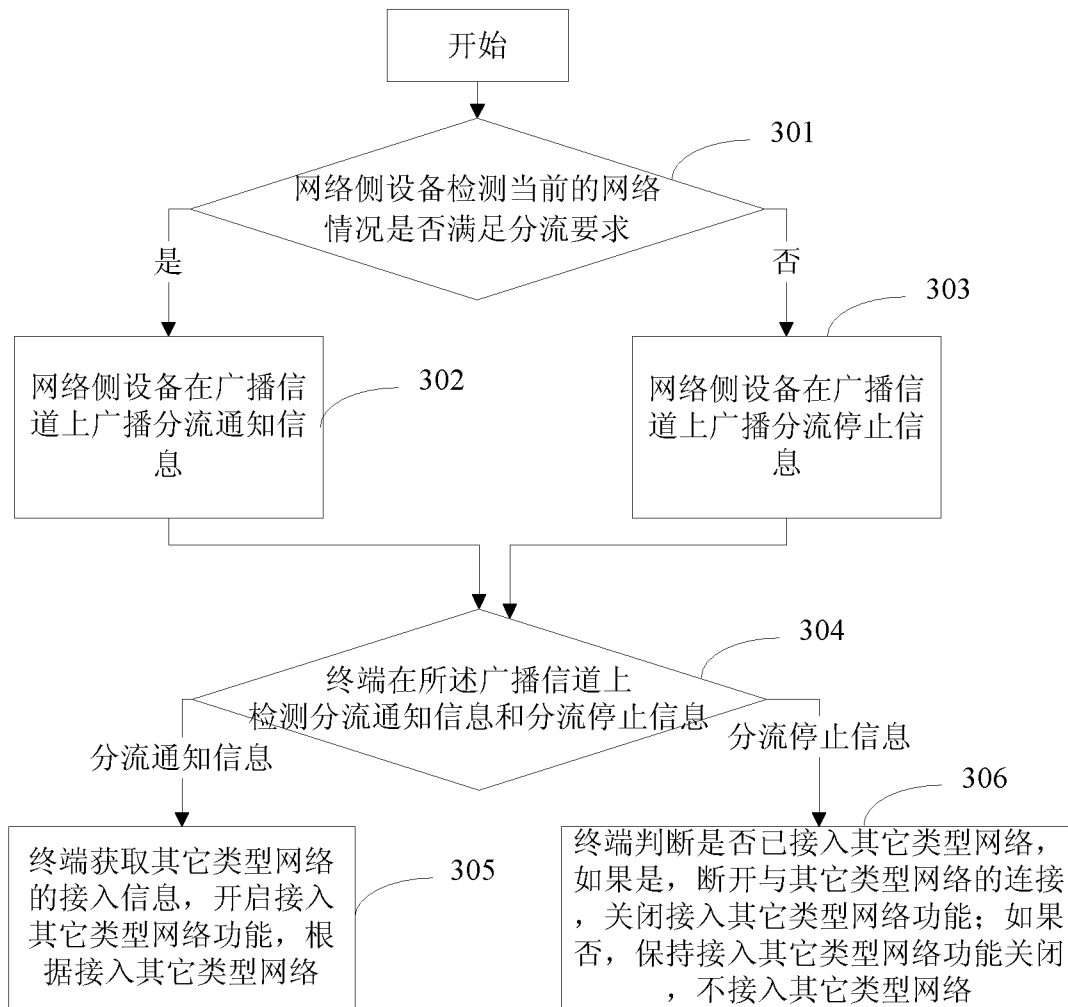 开始
301
网络侧设备检测当前的网络
情况是否满足分流要求
是
否
303
302
网络侧设备在广播信
道上广播分流通知信
息
网络侧设备在广播信
道上广播分流停止信
息
304
终端在所述广播信道上
检测分流通知信息和分流停止信息
分流通知信息
分流停止信息
306
305
终端获取其它类型网络
的接入信息，开启接入
其它类型网络功能，根
据接入其它类型网络
终端判断是否已接入其它类型网络，
如果是，断开与其它类型网络的连接
，关闭接入其它类型网络功能；如果
否，保持接入其它类型网络功能关闭
，不接入其它类型网络